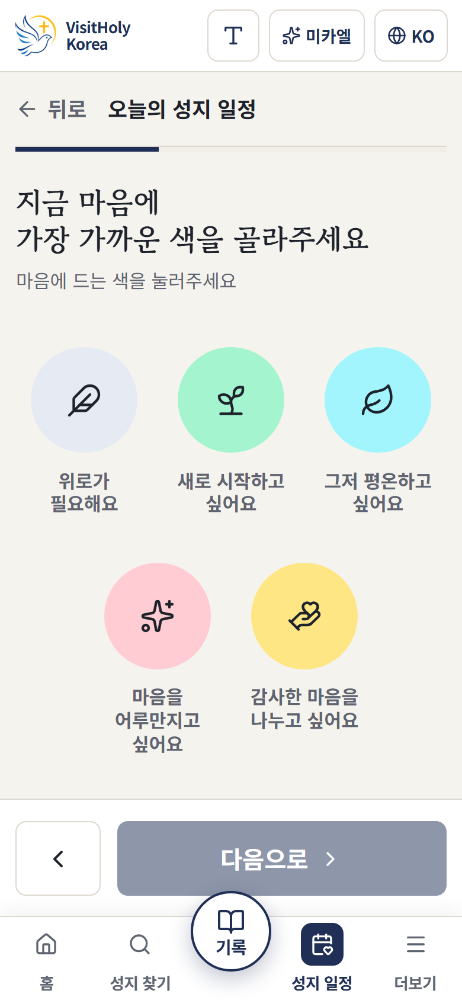 VisitHoly
Korea
미카엘
KO
뒤로 오늘의 성지 일정
지금 마음에
가장 가까운 색을 골라주세요
마음에 드는 색을 눌러주세요
위로가
필요해요
새로 시작하고
싶어요
그저 평온하고
싶어요
마음을
어루만지고
싶어요
감사한 마음을
나누고 싶어요
다음으로
홈
성지 찾기
기록
성지 일정
더보기